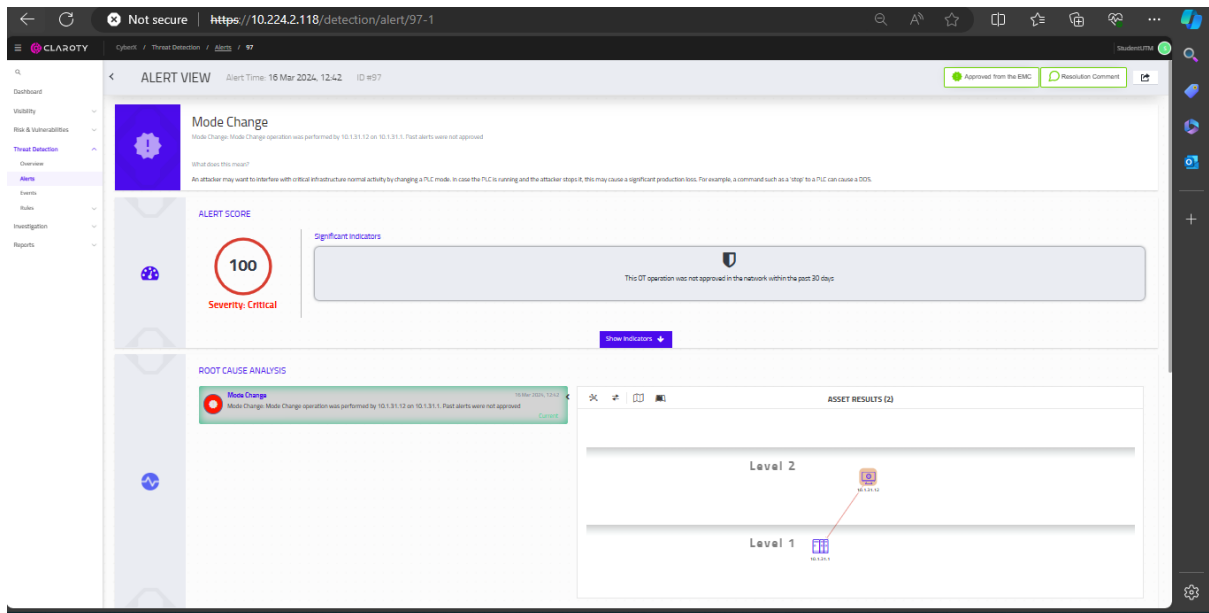 Not secure https://10.224.2.118/detection/alert/97-1
CLAROTY CyberX / Threat Detection / Alerts / 97
ALERT VIEW Alert Time: 16 Mar 2024, 12:42 ID #97 Approved from the EMC Resolution Comment
Dashboard
Visibility
Risk & Vulnerabilities
Threat Detection
Overview
Alerts
Events
Rules
Investigation
Reports
Mode Change
Mode Change: Mode Change operation was performed by 10.1.31.12 on 10.1.31.1. Past alerts were not approved
What does this mean?
An attacker may want to interfere with critical infrastructure normal activity by changing a PLC mode. In case the PLC is running and the attacker stops it, this may cause a significant production loss. For example, a command such as a 'stop' to a PLC can cause a DOS.
ALERT SCORE
100
Severity: Critical
Significant Indicators
This OT operation was not approved in the network within the past 30 days
Show Indicators
ROOT CAUSE ANALYSIS
Mode Change 16 Mar 2024, 12:42
Mode Change: Mode Change operation was performed by 10.1.31.12 on 10.1.31.1. Past alerts were not approved
Current
ASSET RESULTS (2)
Level 2
10.1.31.12
Level 1
10.1.31.1